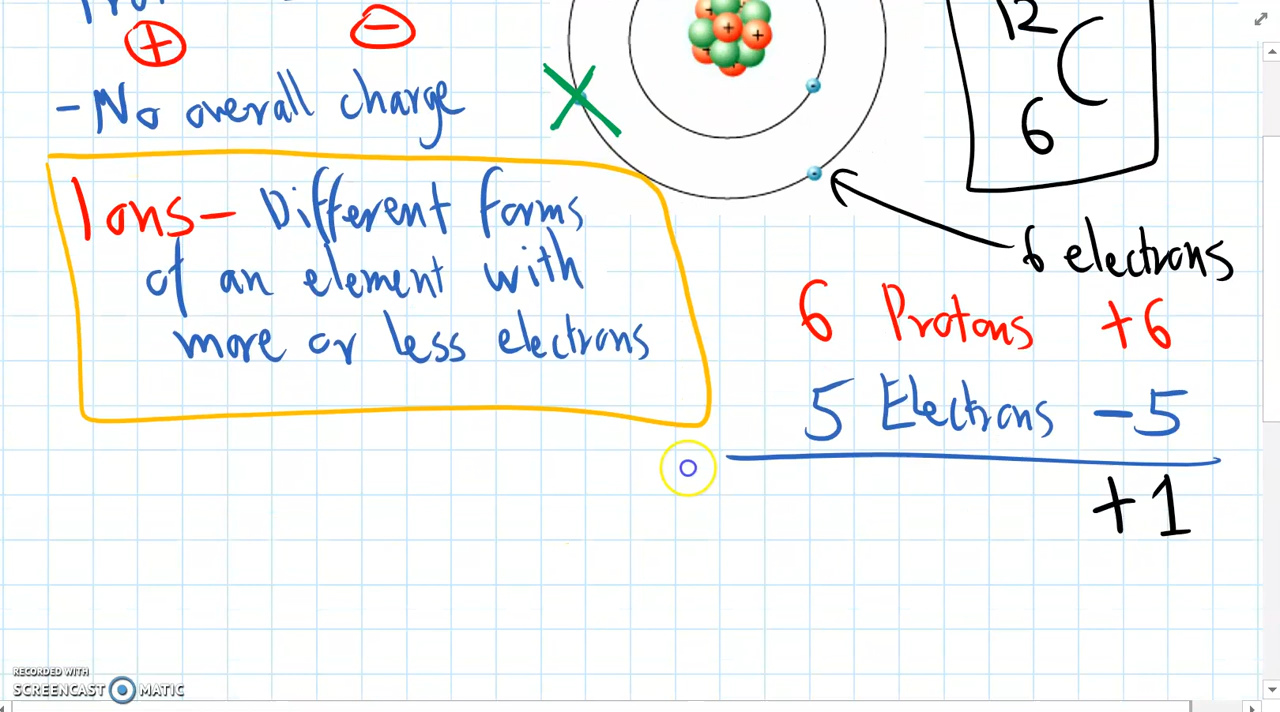 + −
- No overall charge
Ions - Different forms
of an element with
more or less electrons
12
C
6
6 electrons
6 Protons +6
5 Electrons -5
+1
RECORDED WITH
SCREENCAST MATIC